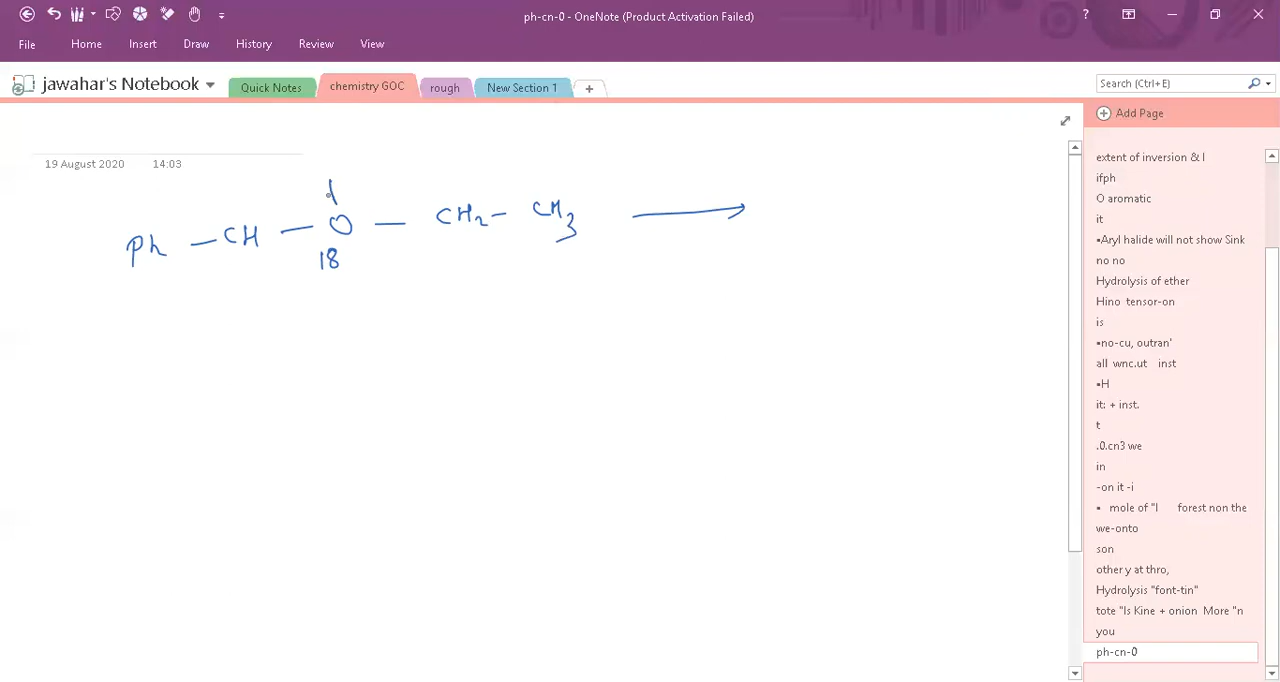 ph-cn-0 - OneNote (Product Activation Failed)
?
File Home Insert Draw History Review View
jawahar's Notebook
Quick Notes chemistry GOC rough New Section 1 +
Search (Ctrl+E)
Add Page
19 August 2020 14:03
Ph — CH — O — CH2 — CH3 ⟶
18
extent of inversion & l
ifph
O aromatic
it
▪Aryl halide will not show Sink
no no
Hydrolysis of ether
Hino tensor-on
is
▪no-cu, outran'
all wnc.ut inst
▪H
it: + inst.
t
.0.cn3 we
in
-on it -i
▪ mole of "l forest non the
we-onto
son
other y at thro,
Hydrolysis "font-tin"
tote "Is Kine + onion More "n
you
ph-cn-0